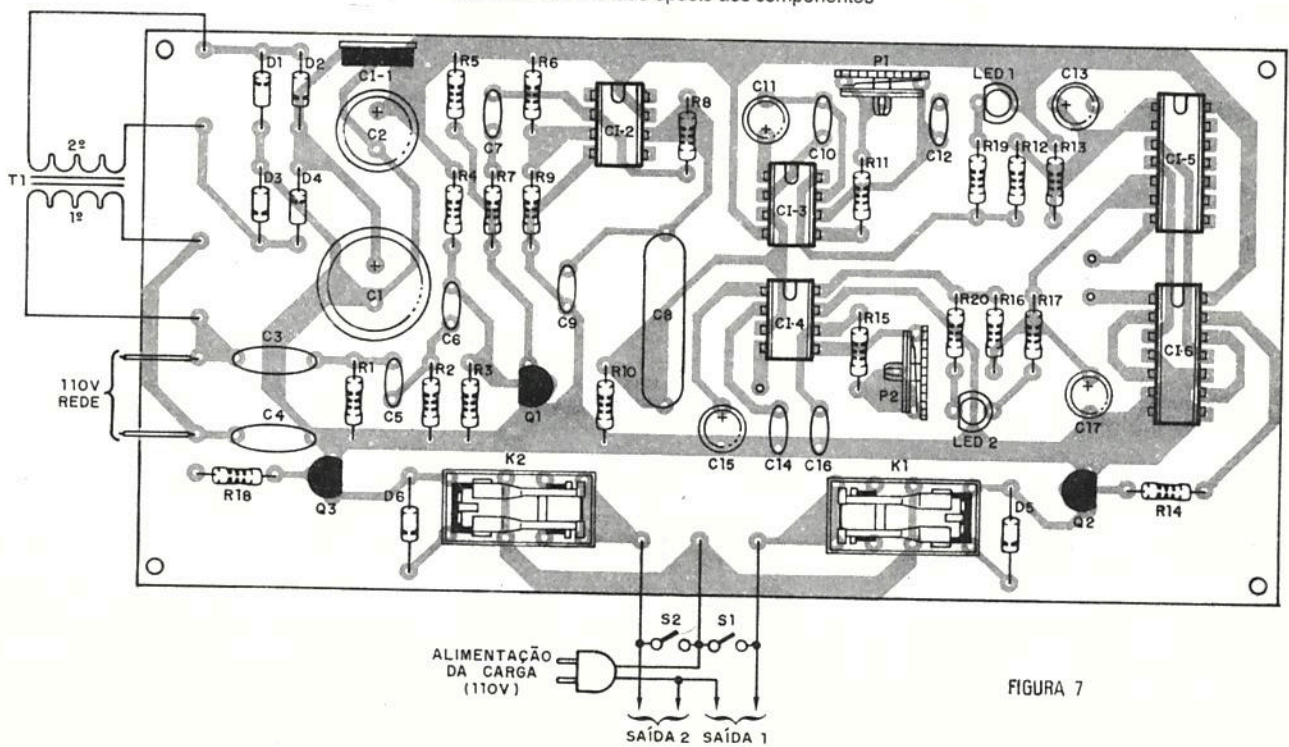 oposto dos componentes
D1
D2
CI-1
R5
R6
P1
LED 1
C13
C2
C7
CI-2
R8
C11
C10
C12
CI-5
R19
R12
R13
2º
T1
1º
D3
D4
R4
R7
R9
CI-3
R11
C1
C6
C9
C8
CI-4
R15
R20
R16
R17
CI-6
C3
110V
REDE
R1
C5
R2
R3
Q1
R10
P2
C4
LED 2
C17
C15
C14
C16
R18
Q3
D6
K2
K1
D5
Q2
R14
S2
S1
ALIMENTAÇÃO
DA CARGA
(110V)
FIGURA 7
SAÍDA 2
SAÍDA 1